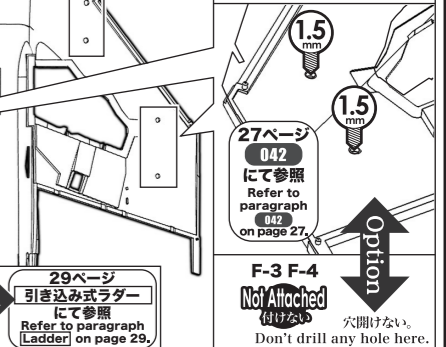 1.5
mm
1.5
mm
27ページ
042
にて参照
Refer to
paragraph
042
on page 27.
Option
29ページ
引き込み式ラダー
にて参照
Refer to paragraph
Ladder on page 29.
F-3 F-4
Not Attached
付けない
穴開けない。
Don't drill any hole here.